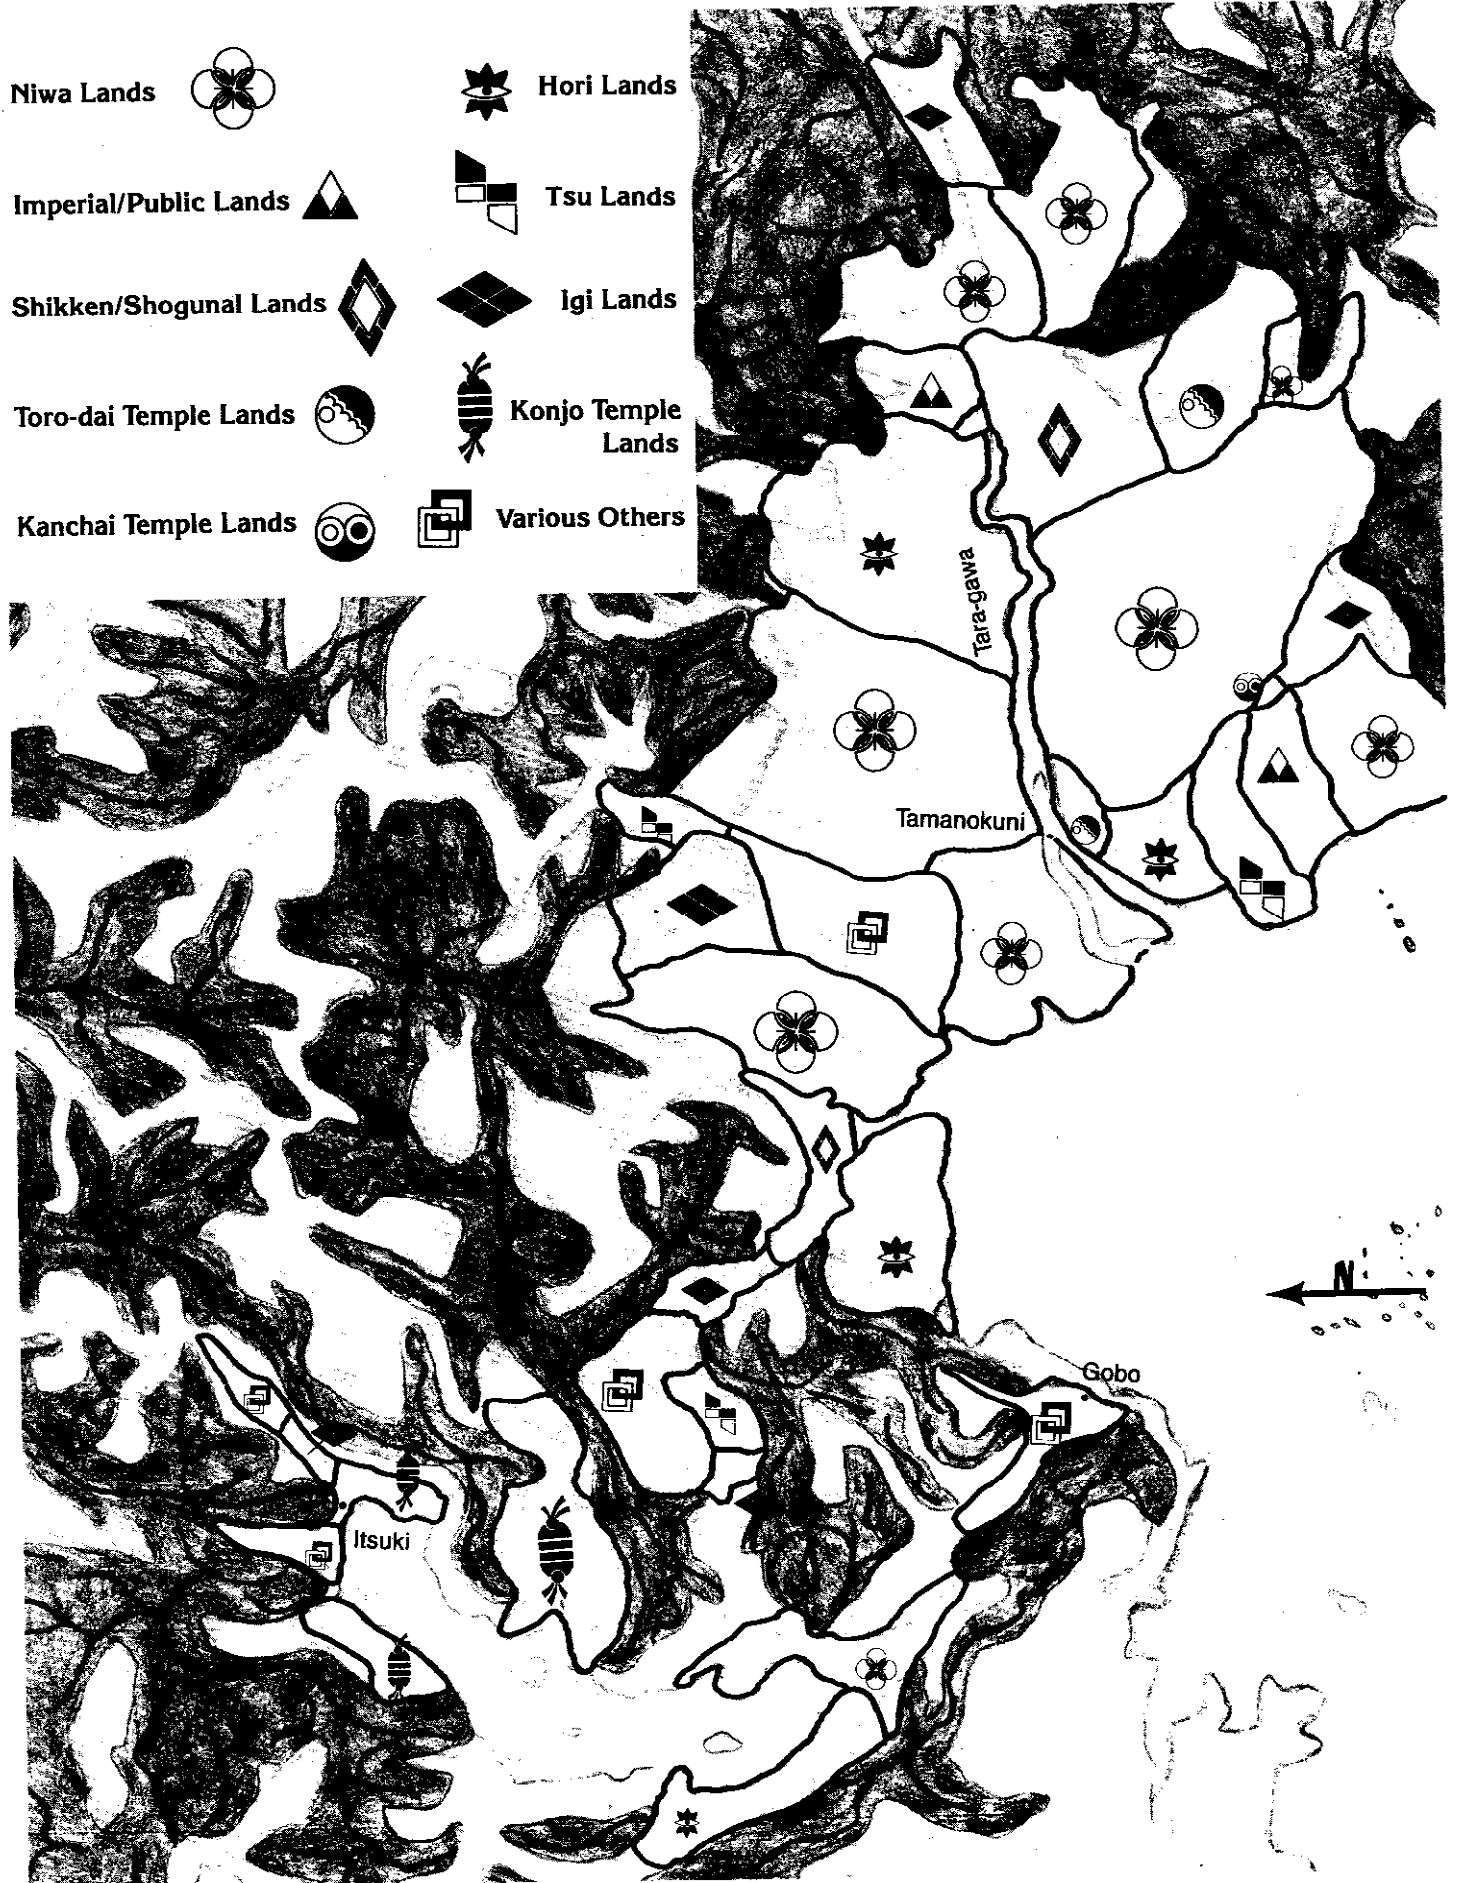 Niwa Lands
Hori Lands
Imperial/Public Lands
Tsu Lands
Shikken/Shogunal Lands
Igi Lands
Toro-dai Temple Lands
Konjo Temple
Lands
Kanchai Temple Lands
Various Others
Tara-gawa
Tamanokuni
N
Gobo
Itsuki